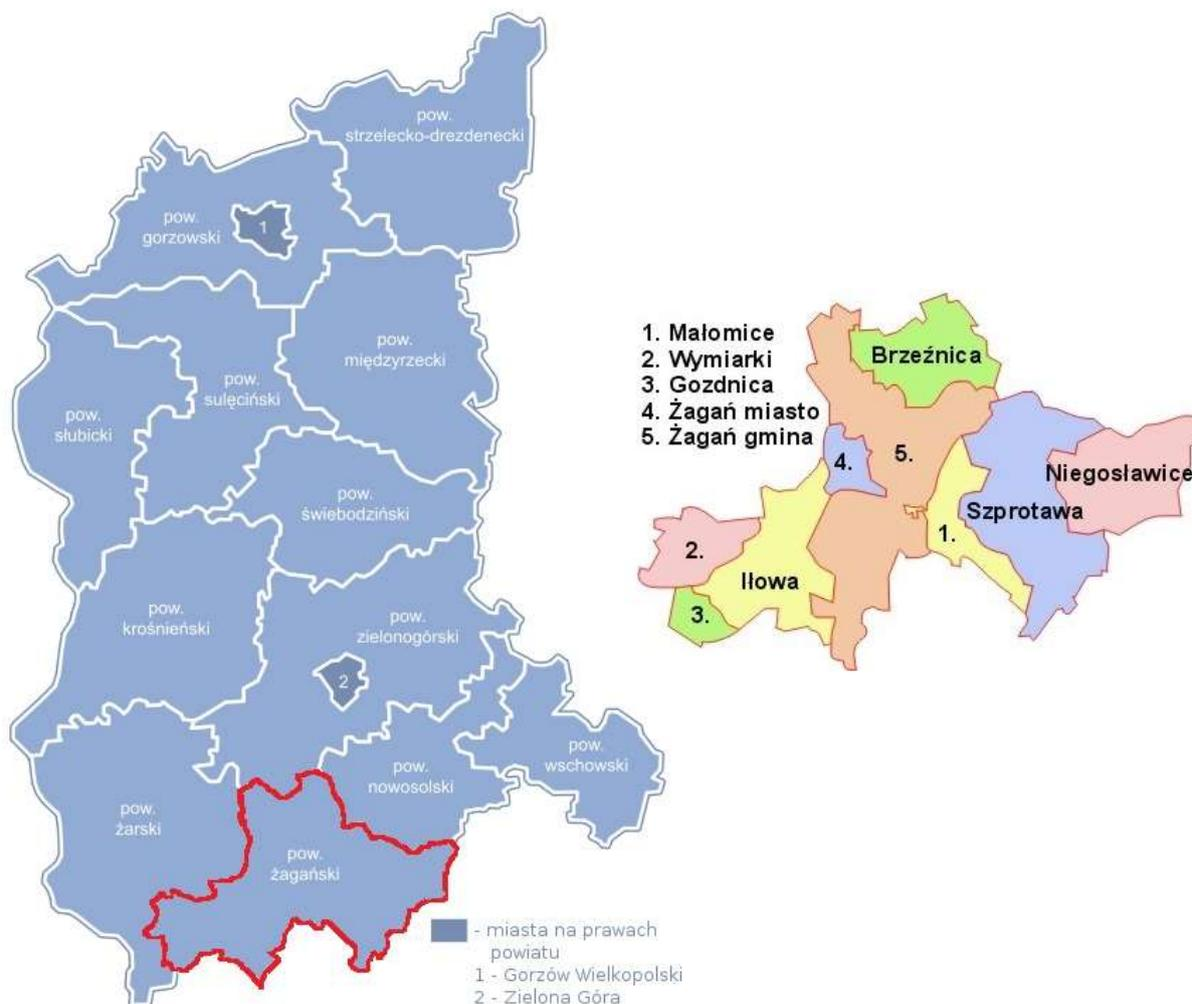 pow.
strzelecko-drezdenecki
pow.
gorzowski
1
pow.
międzyrzecki
pow.
sulęciński
pow.
słubicki
pow.
świebodziński
pow.
krośnieński
pow.
zielonogórski
2
pow.
wschowski
pow.
nowosolski
pow.
żarski
pow.
żagański
- miasta na prawach
powiatu
1 - Gorzów Wielkopolski
2 - Zielona Góra
1. Małomice
2. Wymiarki
3. Gozdnica
4. Żagań miasto
5. Żagań gmina
Brzeźnica
4.
5.
Niegosławice
Szprotawa
1.
2.
Iłowa
3.